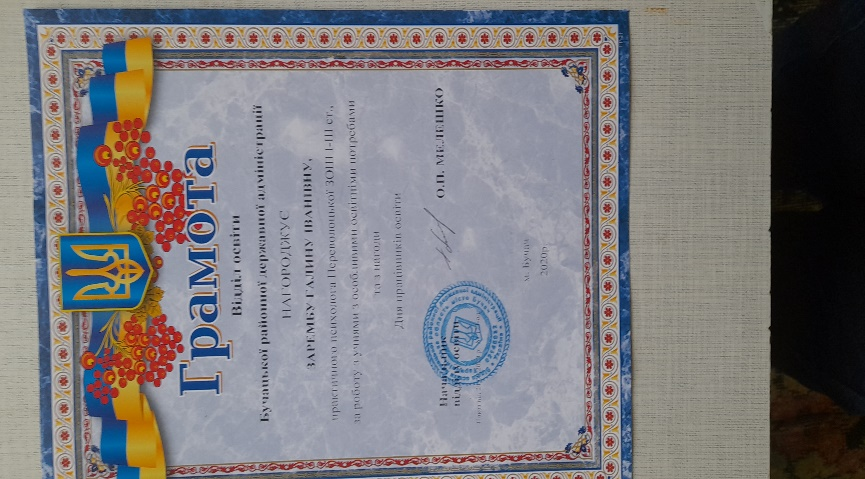 Грамота
Відділ освіти
Бучацької районної державної адміністрації
НАГОРОДЖУЄ
ЗАРЕМБУ ГАЛИНУ ІВАНІВНУ,
практичного психолога Переволоцької ЗОШ І-ІІІ ст.,
за роботу з учнями з особливими освітніми потребами
та з нагоди
Дня працівників освіти
Начальник
відділу освіти О.П. МЕЛЕШКО
м. Бучач
2020р